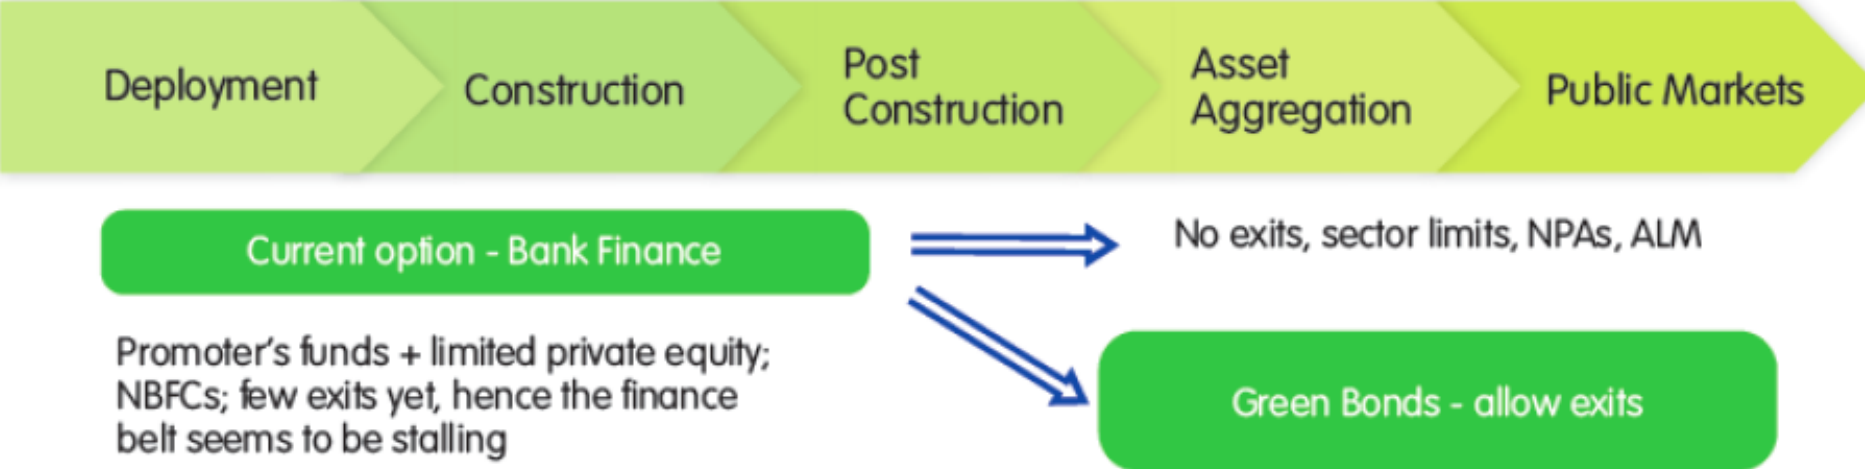 Deployment
Construction
Post
Construction
Asset
Aggregation
Public Markets
Current option - Bank Finance
No exits, sector limits, NPAs, ALM
Promoter's funds + limited private equity;
NBFCs; few exits yet, hence the finance
belt seems to be stalling
Green Bonds - allow exits